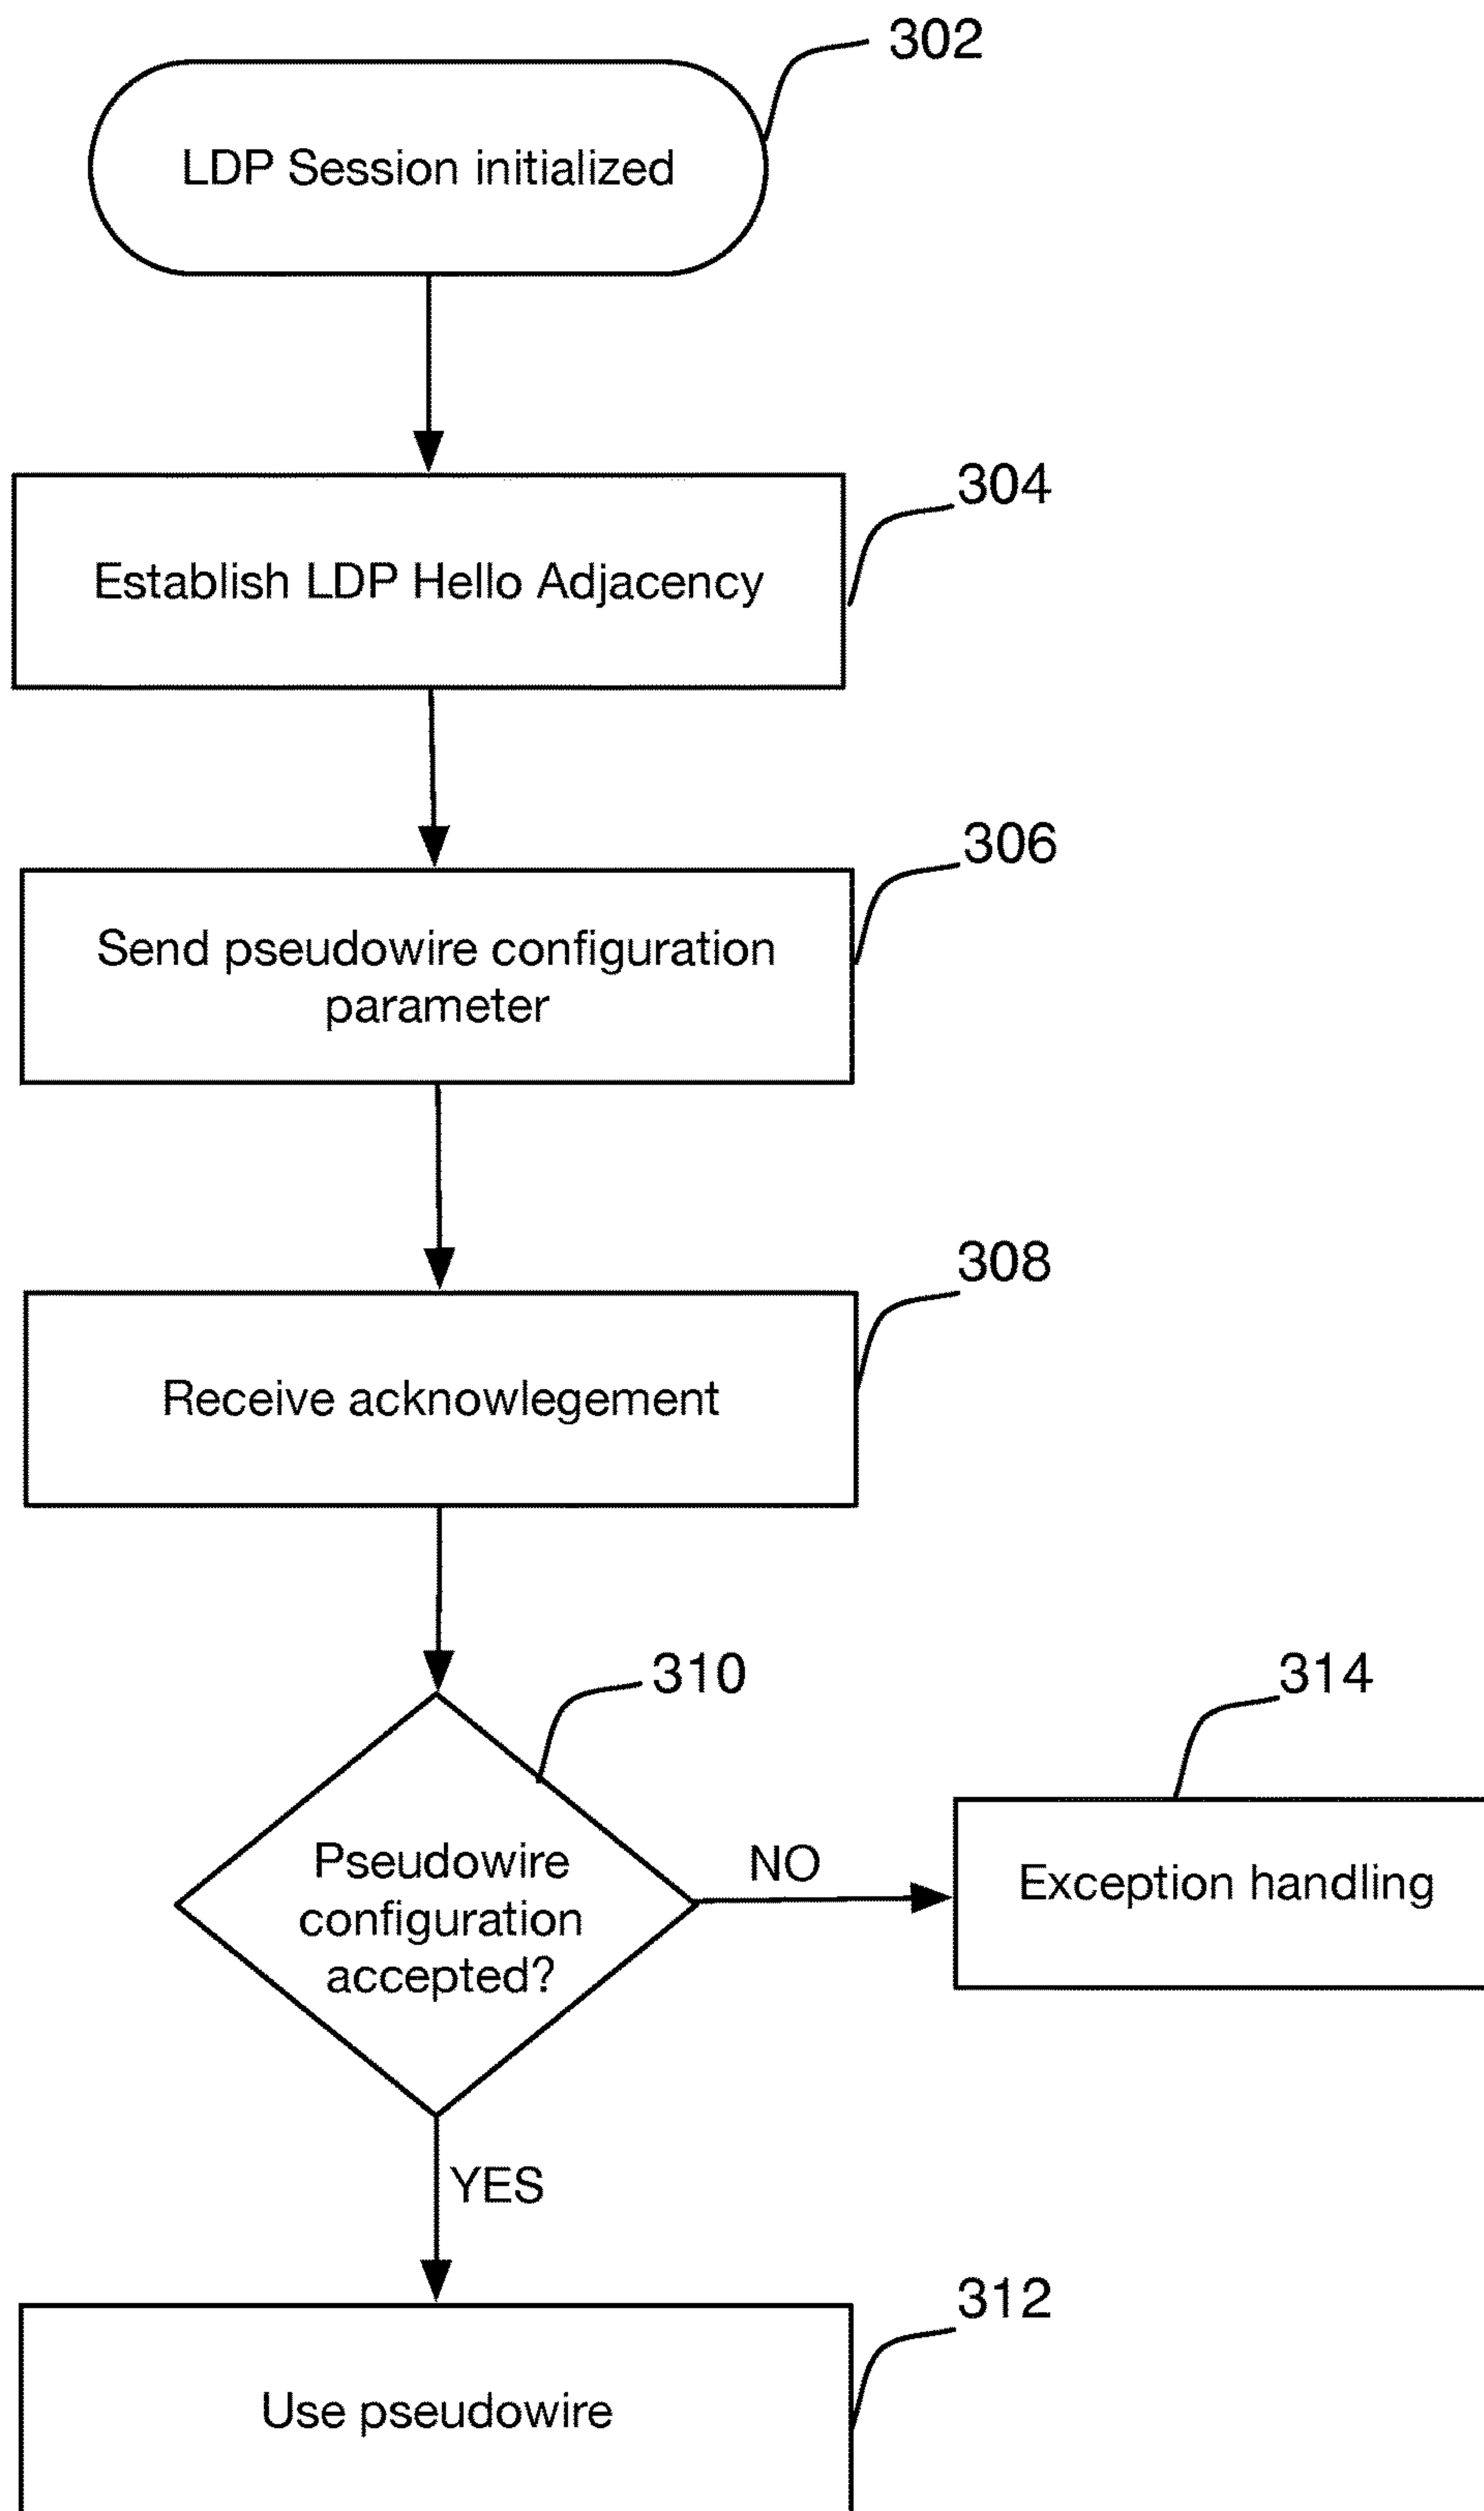 302
LDP Session initialized
304
Establish LDP Hello Adjacency
306
Send pseudowire configuration
parameter
308
Receive acknowlegement
310
Pseudowire
configuration
accepted?
NO
314
Exception handling
YES
312
Use pseudowire